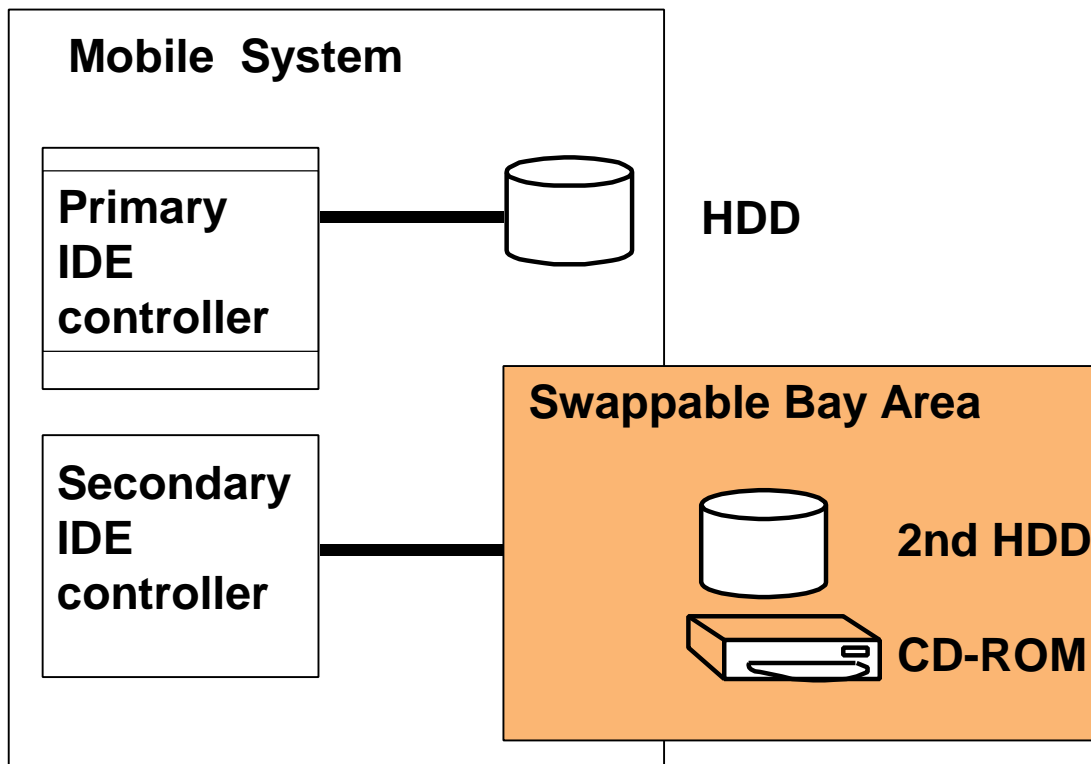 Mobile System
Primary
IDE
controller
HDD
Swappable Bay Area
Secondary
IDE
controller
2nd HDD
CD-ROM